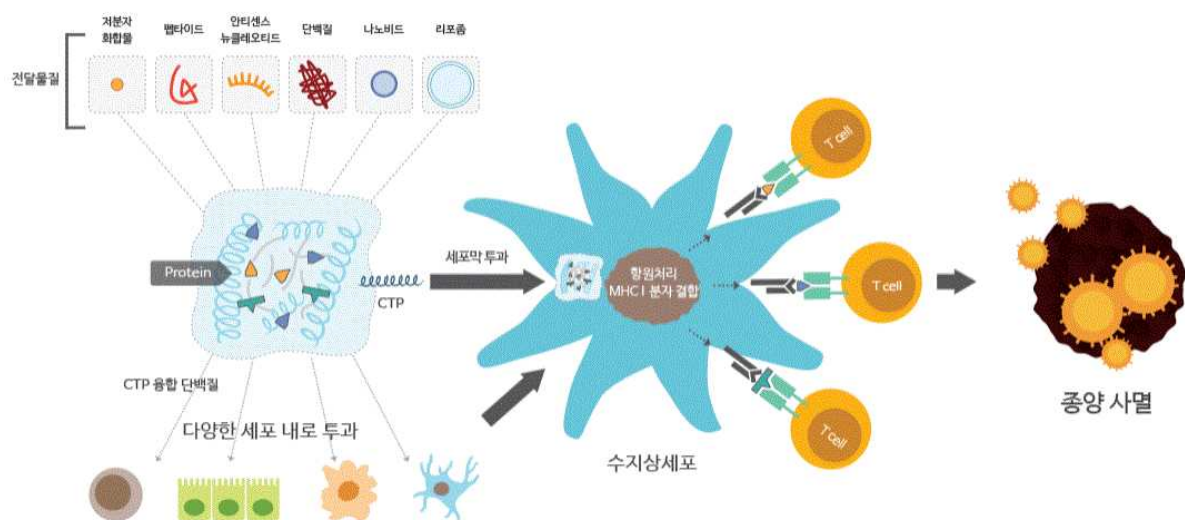 저분자
화합물
펩타이드
안티센스
뉴클레오티드
단백질
나노비드
리포좀
전달물질
Protein
CTP
CTP 융합 단백질
다양한 세포 내로 투과
세포막 투과
항원처리
MHC I 분자 결합
수지상세포
T cell
T cell
T cell
종양 사멸